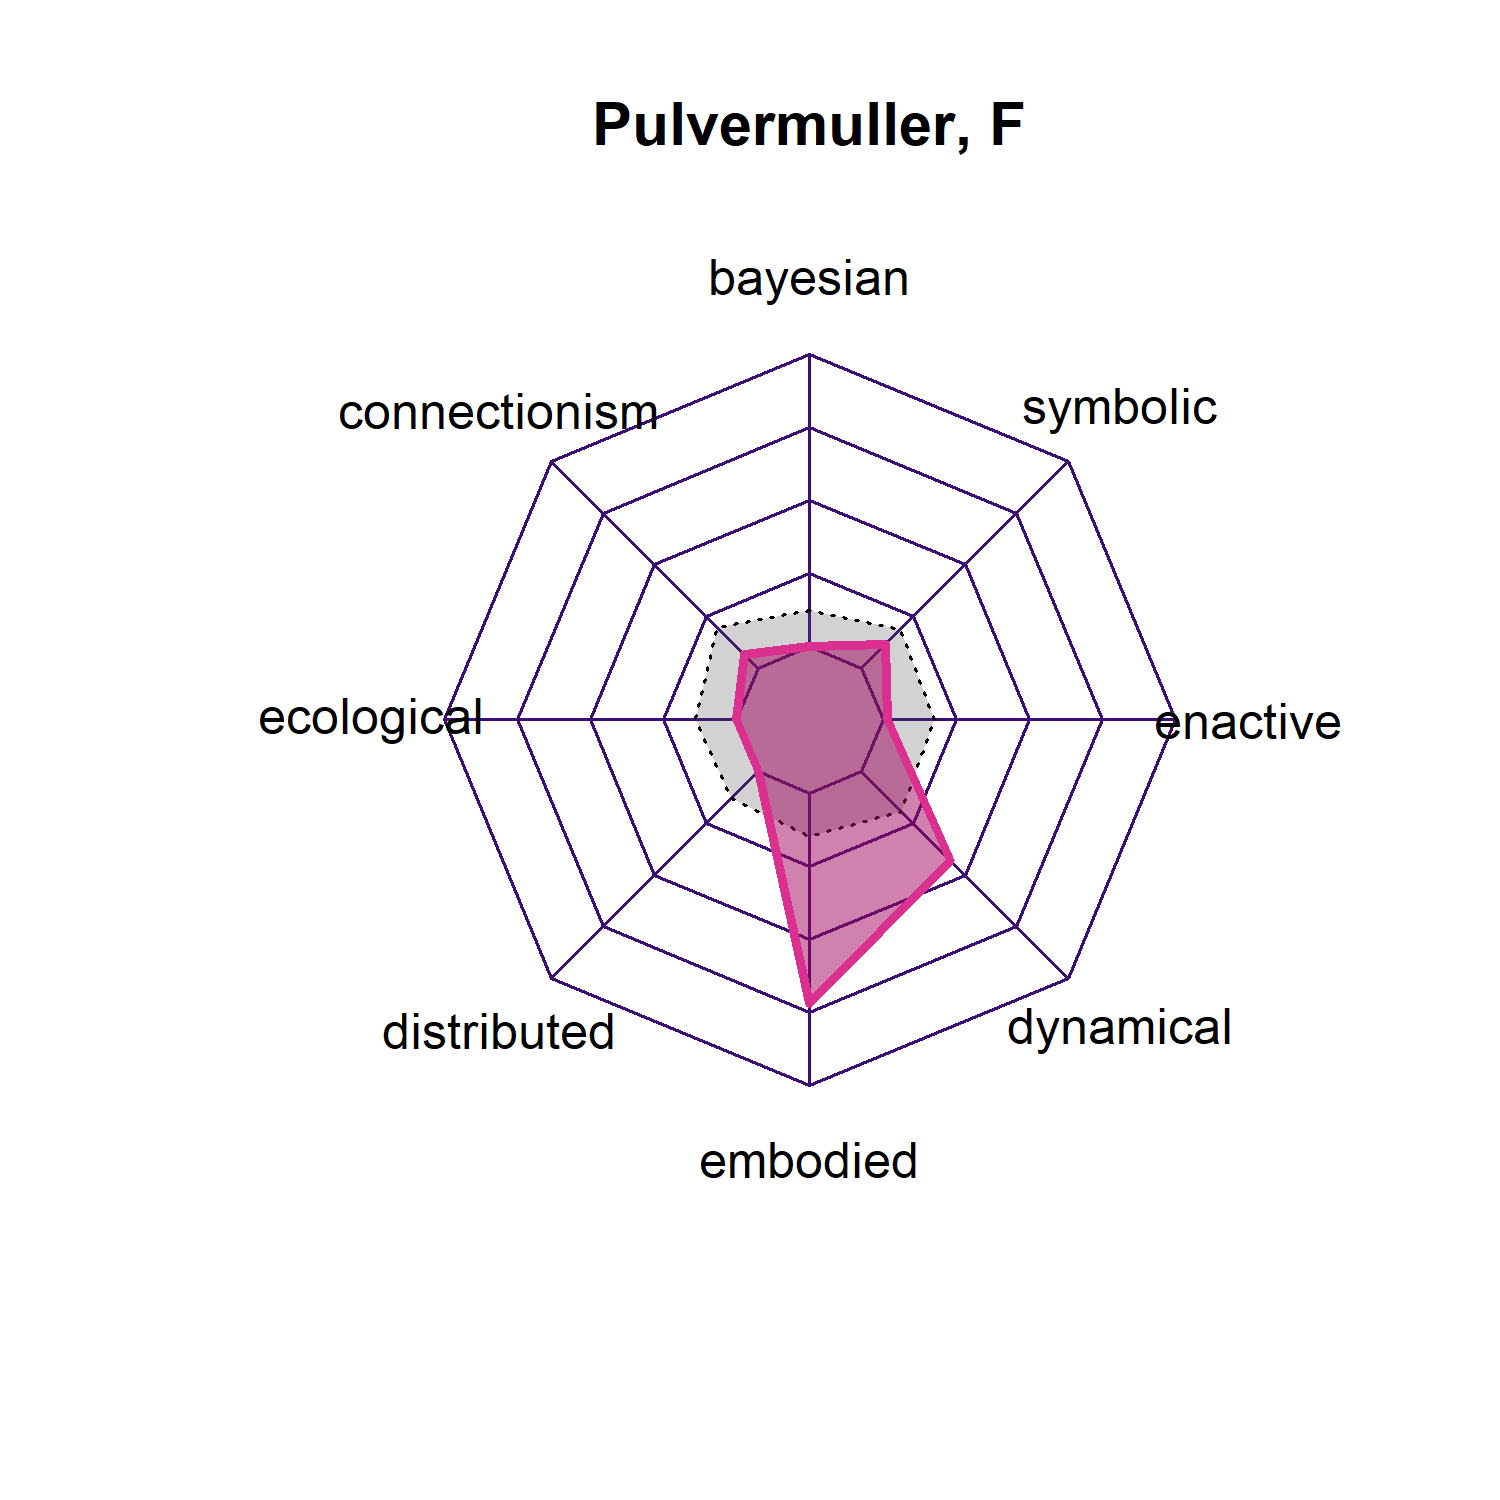 Pulvermuller, F
bayesian
symbolic
connectionism
ecological
enactive
distributed
dynamical
embodied